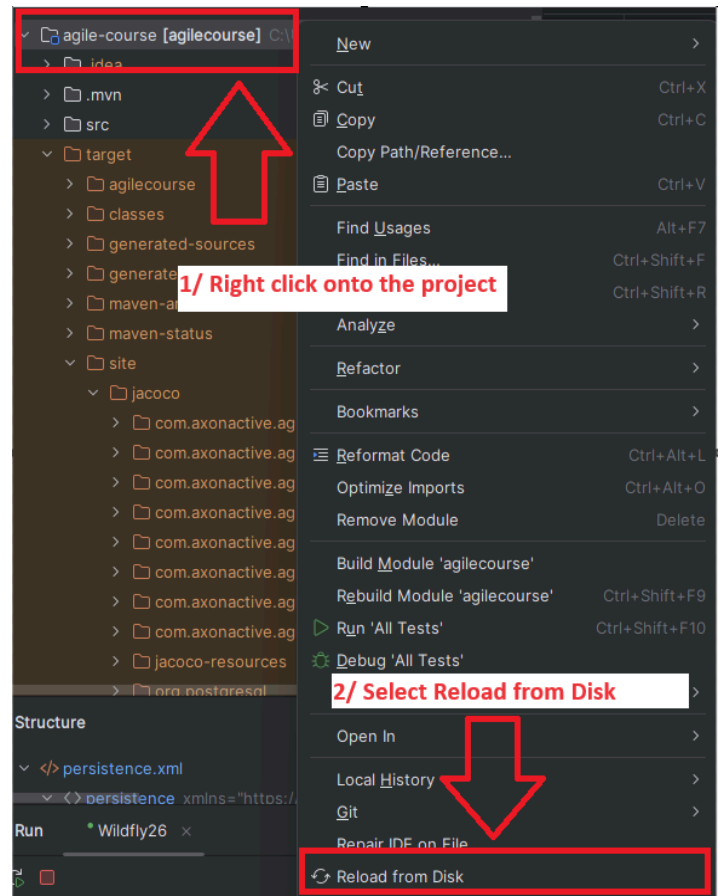 agile-course [agilecourse] C:\
.idea
.mvn
src
target
agilecourse
classes
generated-sources
generate
maven-ar
maven-status
site
jacoco
com.axonactive.ag
com.axonactive.ag
com.axonactive.ag
com.axonactive.ag
com.axonactive.ag
com.axonactive.ag
com.axonactive.ag
com.axonactive.ag
jacoco-resources
org.postgresql
1/ Right click onto the project
Structure
persistence.xml
persistence xmlns="https:/
Run Wildfly26 ×
New
Cut Ctrl+X
Copy Ctrl+C
Copy Path/Reference...
Paste Ctrl+V
Find Usages Alt+F7
Find in Files... Ctrl+Shift+F
Ctrl+Shift+R
Analyze
Refactor
Bookmarks
Reformat Code Ctrl+Alt+L
Optimize Imports Ctrl+Alt+O
Remove Module Delete
Build Module 'agilecourse'
Rebuild Module 'agilecourse' Ctrl+Shift+F9
Run 'All Tests' Ctrl+Shift+F10
Debug 'All Tests'
2/ Select Reload from Disk
Open In
Local History
Git
Repair IDE on File
Reload from Disk